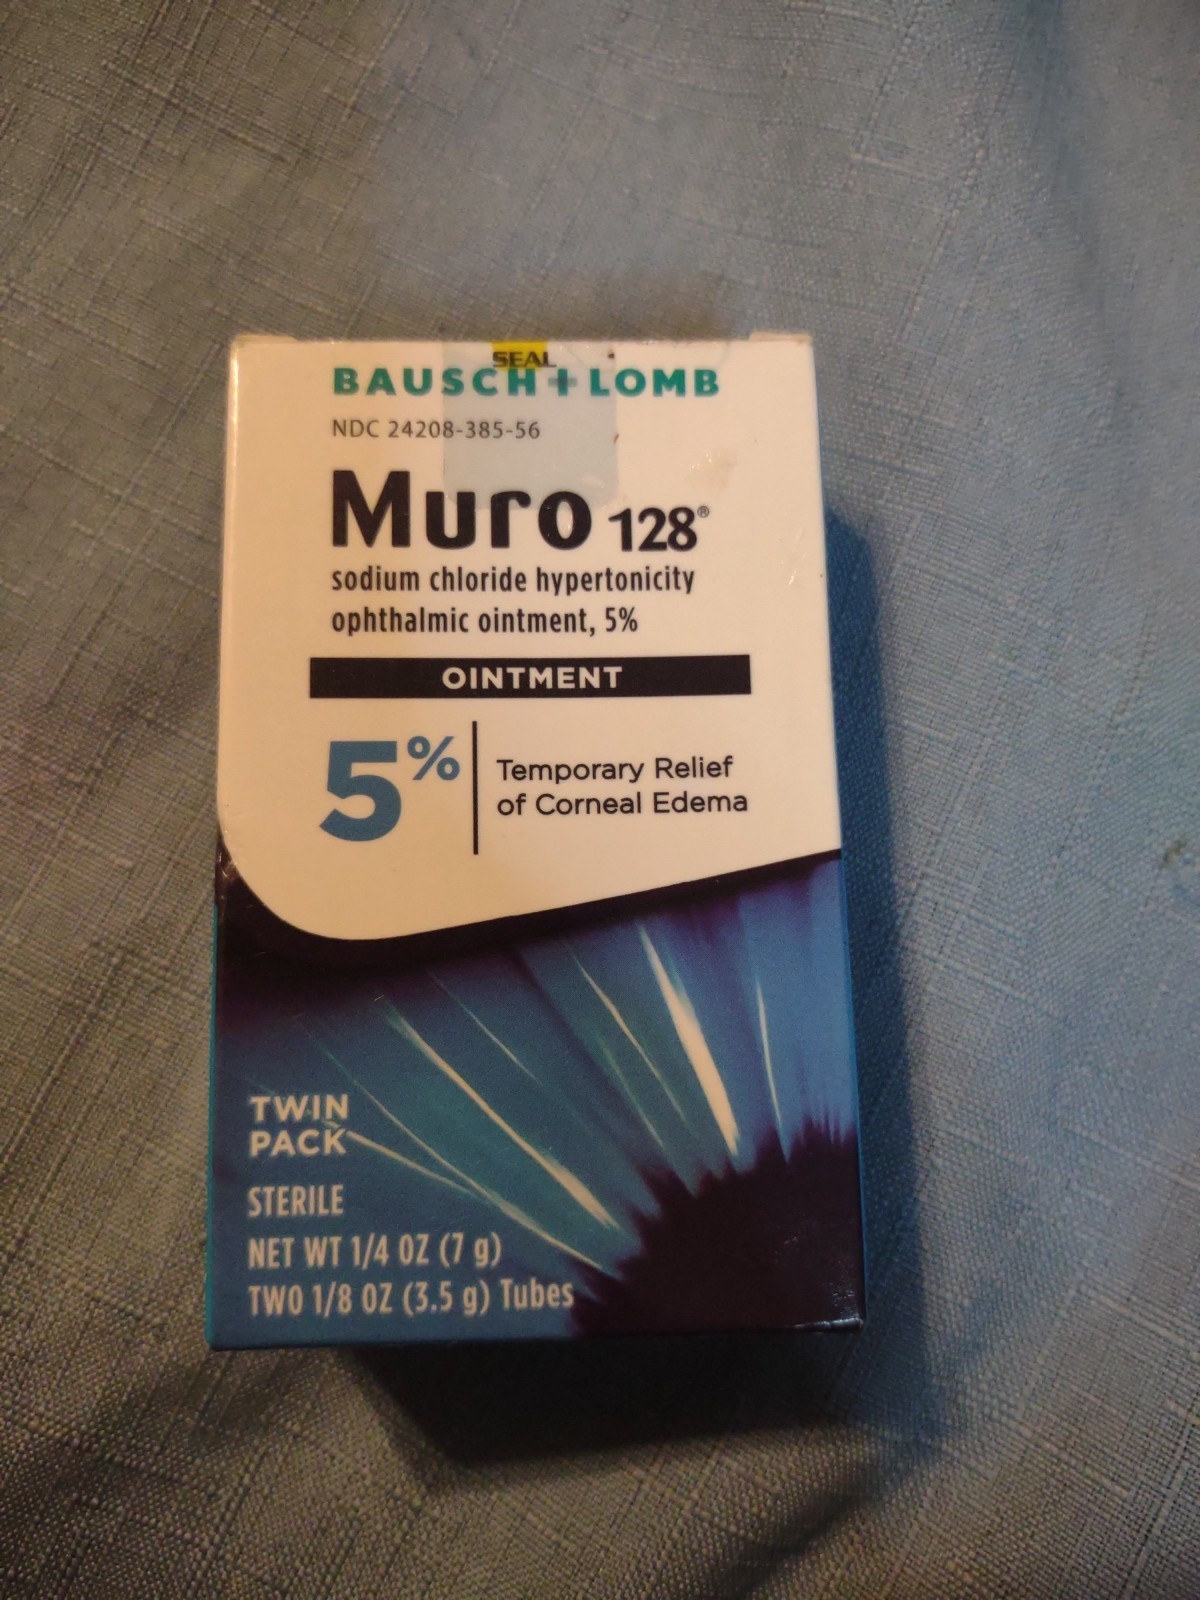 SEAL
BAUSCH + LOMB
NDC 24208-385-56
Muro 128®
sodium chloride hypertonicity
ophthalmic ointment, 5%
OINTMENT
5%
Temporary Relief
of Corneal Edema
TWIN
PACK
STERILE
NET WT 1/4 OZ (7 g)
TWO 1/8 OZ (3.5 g) Tubes